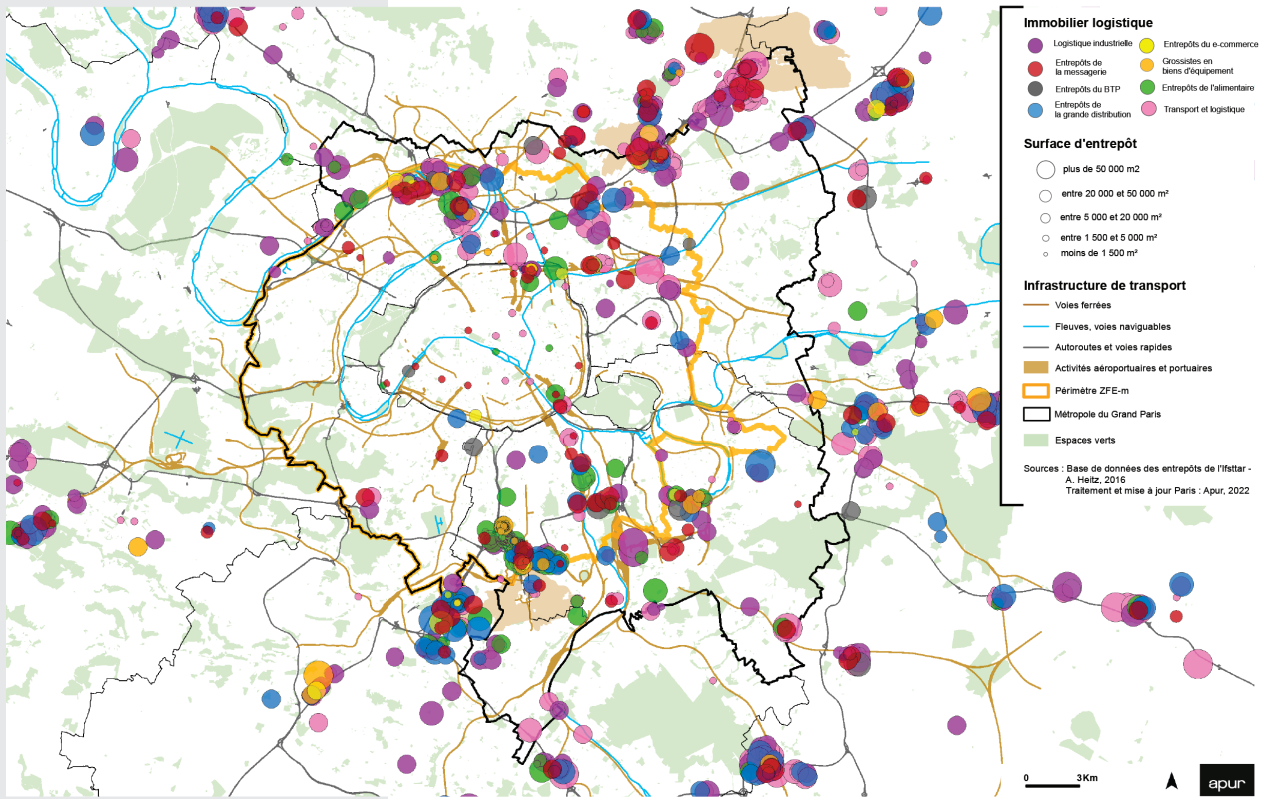 Immobilier logistique
Logistique industrielle
Entrepôts de
la messagerie
Entrepôts du BTP
Entrepôts de
la grande distribution
Entrepôts du e-commerce
Grossistes en
biens d'équipement
Entrepôts de l'alimentaire
Transport et logistique
Surface d'entrepôt
plus de 50 000 m2
entre 20 000 et 50 000 m²
entre 5 000 et 20 000 m²
entre 1 500 et 5 000 m²
moins de 1 500 m²
Infrastructure de transport
Voies ferrées
Fleuves, voies naviguables
Autoroutes et voies rapides
Activités aéroportuaires et portuaires
Périmètre ZFE-m
Métropole du Grand Paris
Espaces verts
Sources : Base de données des entrepôts de l'Ifsttar -
A. Heitz, 2016
Traitement et mise à jour Paris : Apur, 2022
0 3 Km
apur